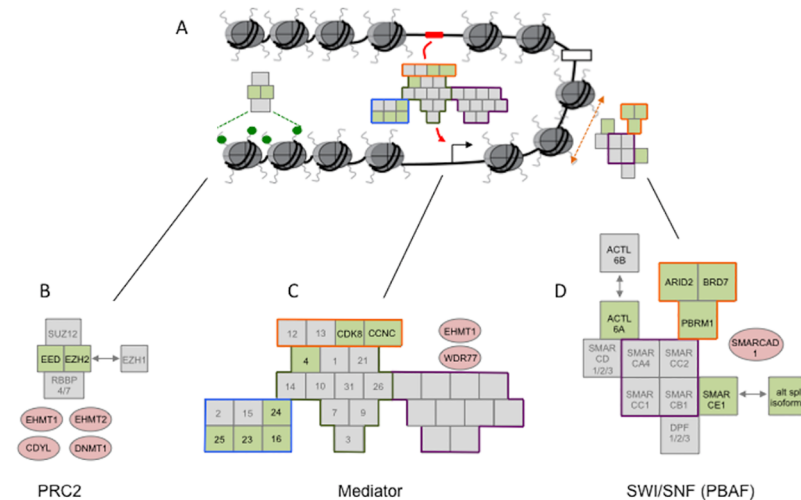 A
B
SUZ12
EED EZH2 EZH1
RBBP
4/7
EHMT1 EHMT2
CDYL DNMT1
PRC2
C
12 13 CDK8 CCNC
4 1 21
14 10 31 26
2 15 24 7 9
25 23 16 3
EHMT1
WDR77
Mediator
D
ACTL
6B
ARID2 BRD7
ACTL
6A
PBRM1
SMARCAD
1
SMAR
CD
1/2/3
SMAR
CA4
SMAR
CC2
SMAR
CC1
SMAR
CB1
SMAR
CE1
alt spl
isoform
DPF
1/2/3
SWI/SNF (PBAF)